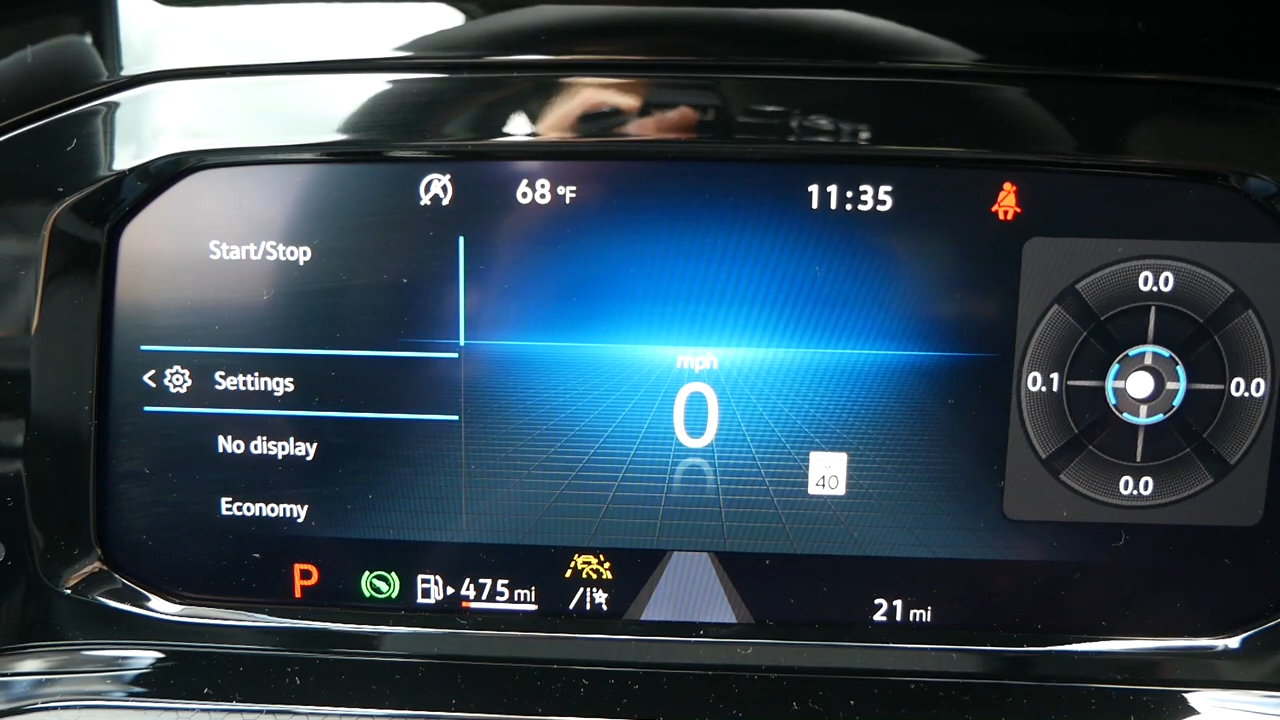 68 °F
11:35
Start/Stop
< Settings
No display
Economy
mph
0
40
0.0
0.1
0.0
0.0
P
475 mi
21 mi